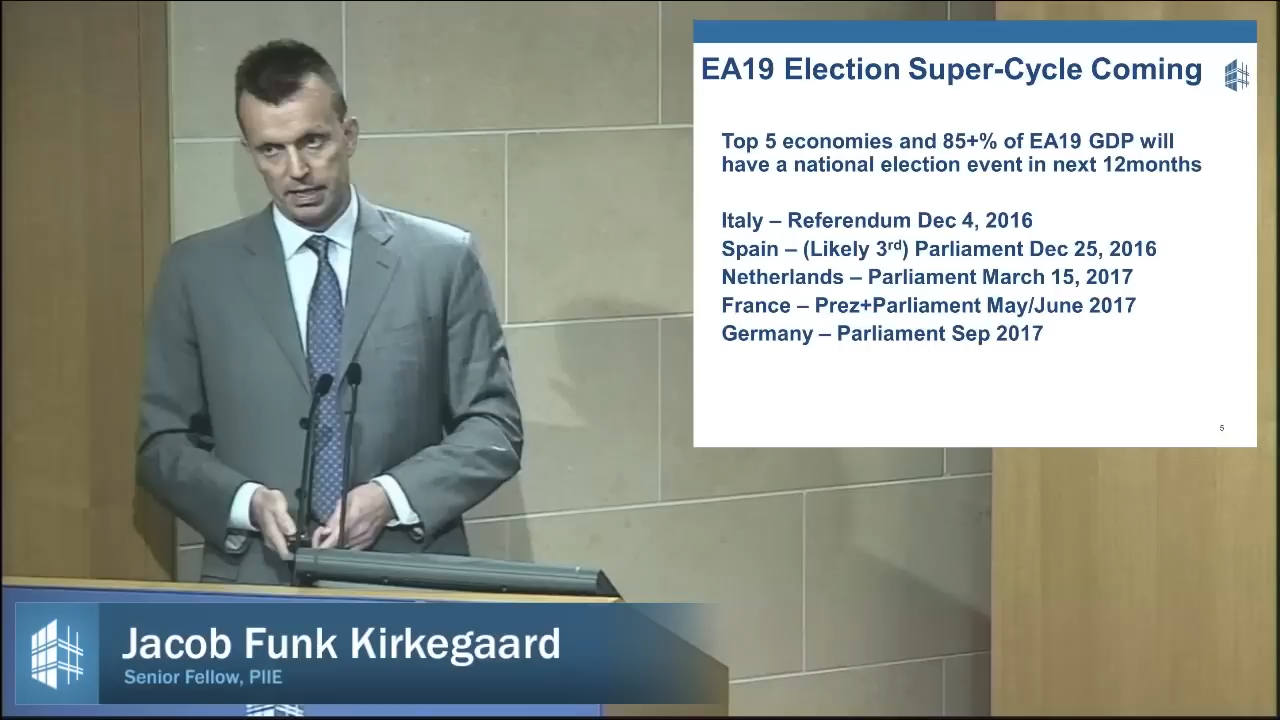 EA19 Election Super-Cycle Coming
Top 5 economies and 85+% of EA19 GDP will
have a national election event in next 12months
Italy – Referendum Dec 4, 2016
Spain – (Likely 3rd) Parliament Dec 25, 2016
Netherlands – Parliament March 15, 2017
France – Prez+Parliament May/June 2017
Germany – Parliament Sep 2017
5
Jacob Funk Kirkegaard
Senior Fellow, PIIE